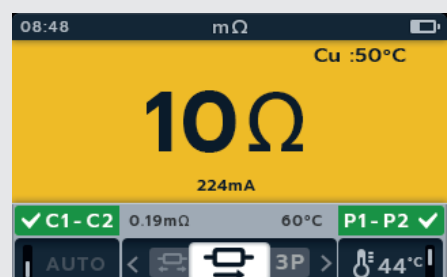 08:48 mΩ
Cu :50°C
10Ω
224mA
C1-C2 0.19mΩ 60°C P1-P2
AUTO < 3P > 44°C